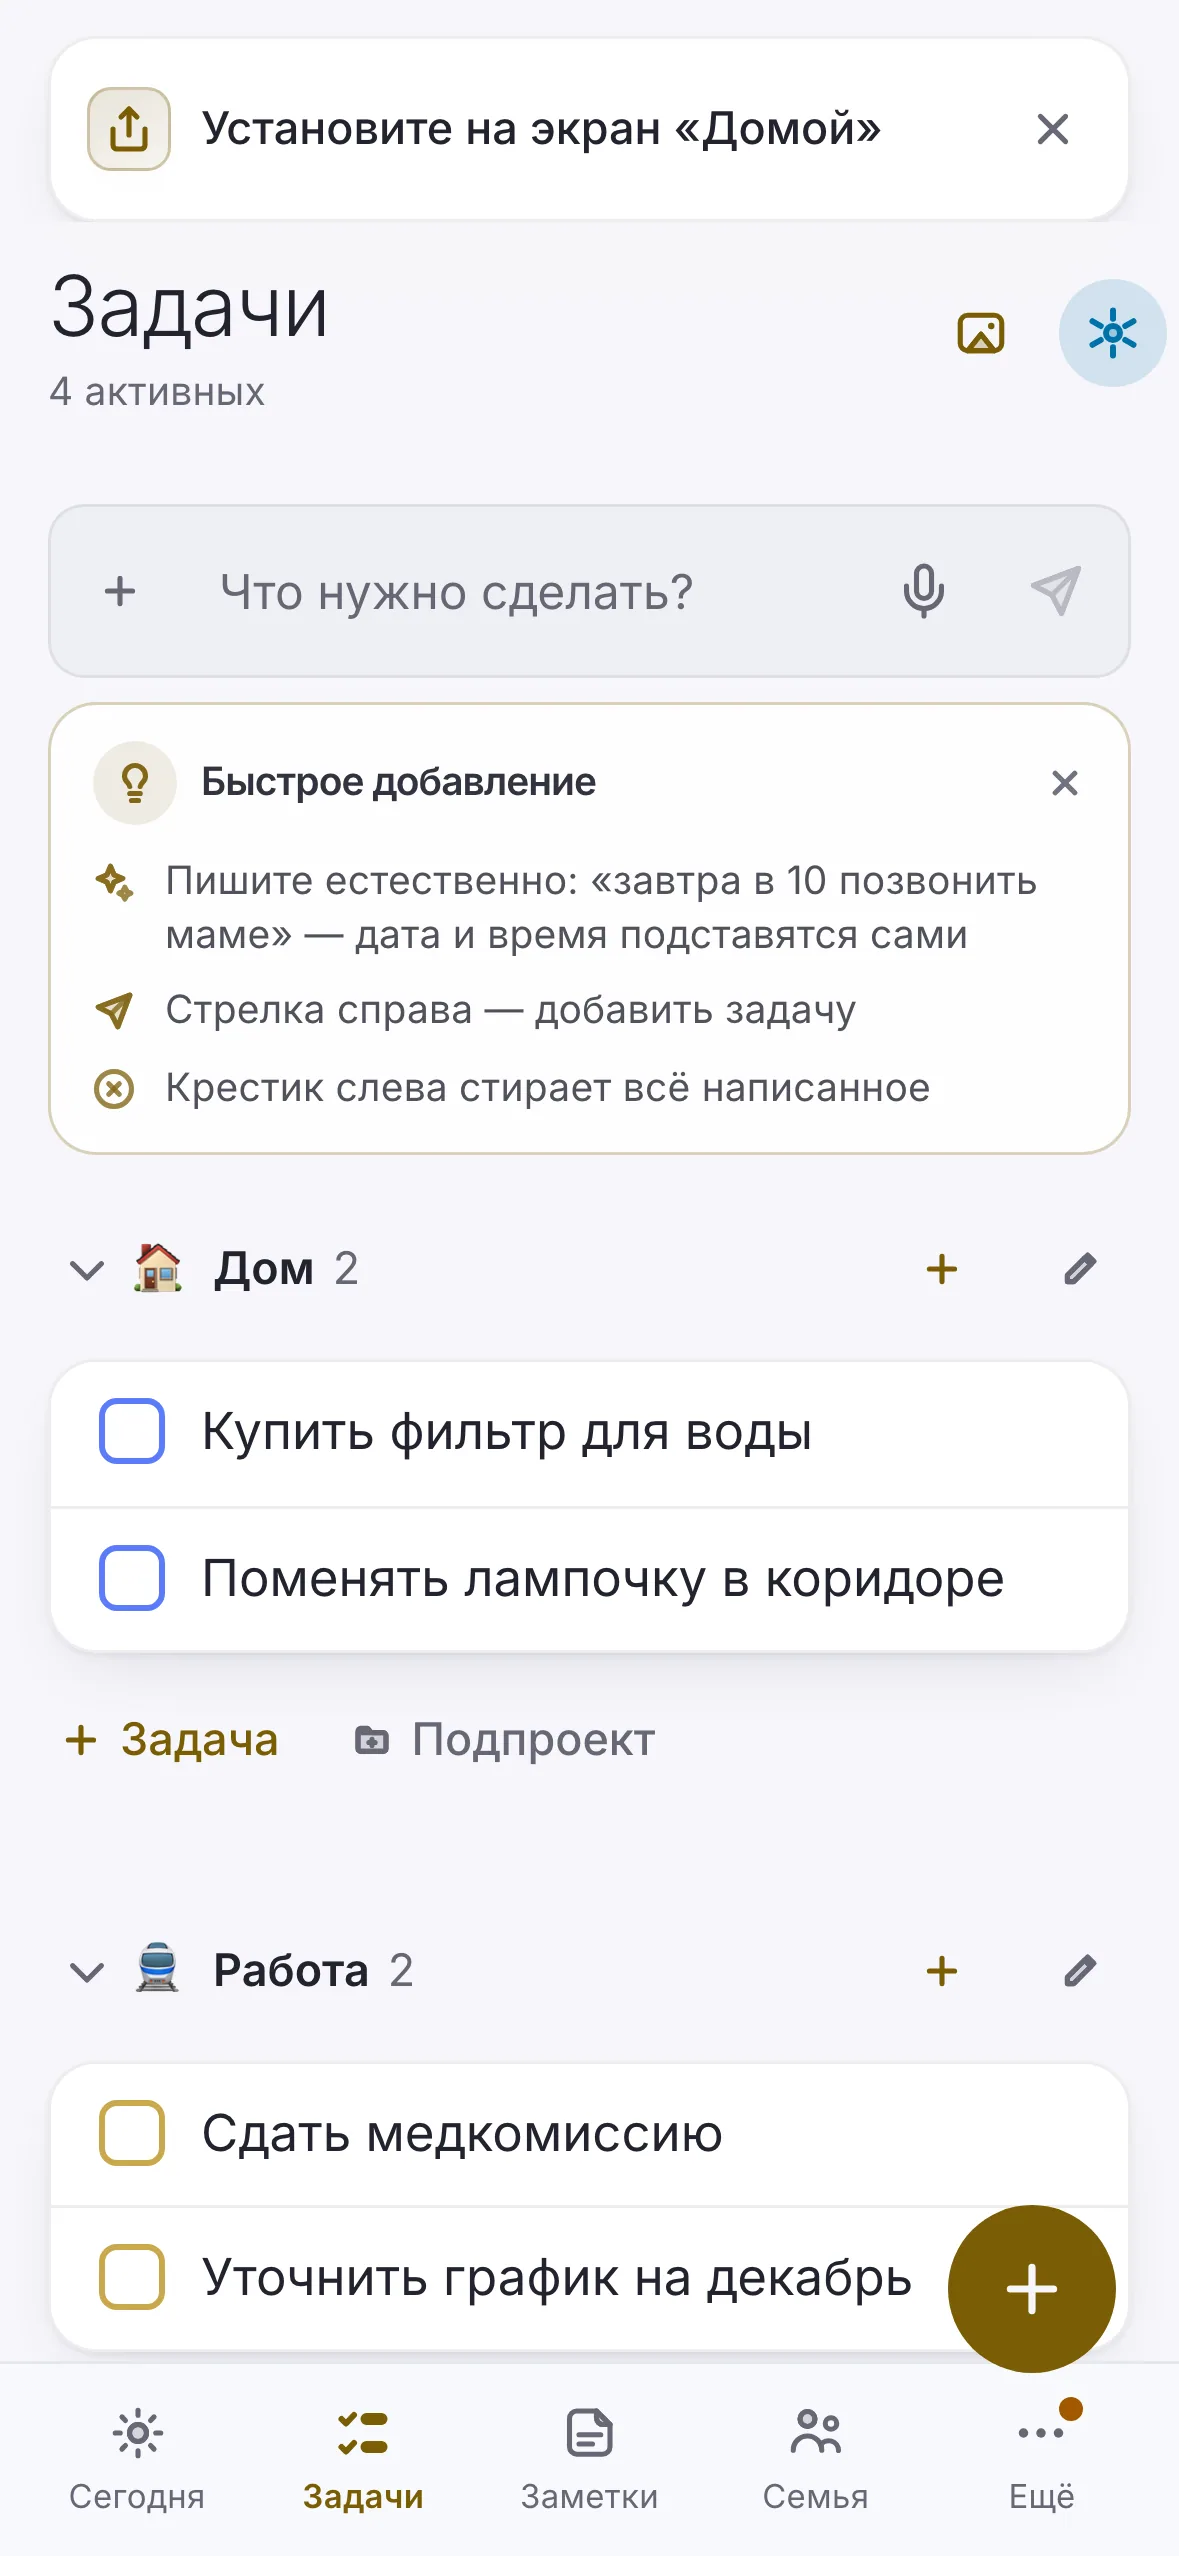 Установите на экран «Домой»
Задачи
4 активных
Что нужно сделать?
Быстрое добавление
Пишите естественно: «завтра в 10 позвонить
маме» — дата и время подставятся сами
Стрелка справа — добавить задачу
Крестик слева стирает всё написанное
Дом 2
Купить фильтр для воды
Поменять лампочку в коридоре
+ Задача
Подпроект
Работа 2
Сдать медкомиссию
Уточнить график на декабрь
Сегодня
Задачи
Заметки
Семья
Ещё